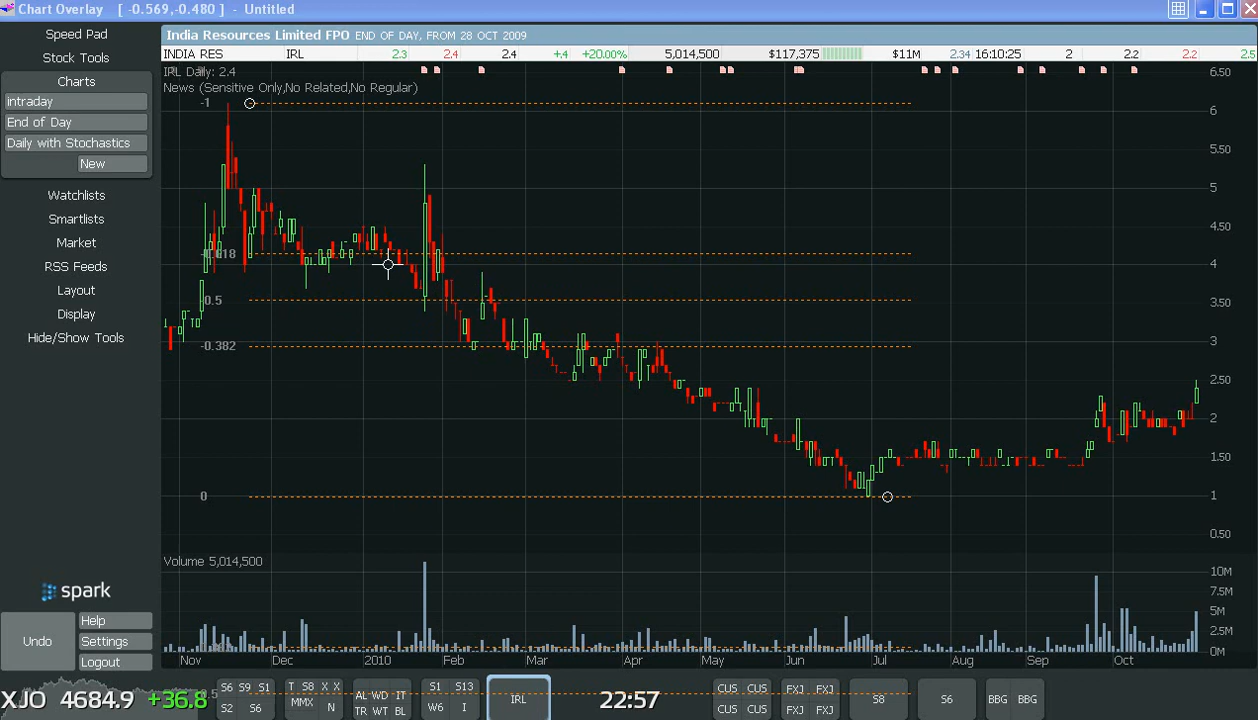 Chart Overlay [ -0.569,-0.480 ] - Untitled
Speed Pad
Stock Tools
Charts
intraday
End of Day
Daily with Stochastics
New
Watchlists
Smartlists
Market
RSS Feeds
Layout
Display
Hide/Show Tools
spark
Undo
Help
Settings
Logout
India Resources Limited FPO END OF DAY, FROM 28 OCT 2009
INDIA RES IRL 2.3 2.4 2.4 +.4 +20.00% 5,014,500 $117,375 $11M 2.34 16:10:25 2 2.2 2.2 2.5
IRL Daily: 2.4
News (Sensitive Only,No Related,No Regular)
-1
-0.618
0.5
-0.382
0
6.50
6
5.50
5
4.50
4
3.50
3
2.50
2
1.50
1
0.50
Volume 5,014,500
10M
7.5M
5M
2.5M
0M
Nov Dec 2010 Feb Mar Apr May Jun Jul Aug Sep Oct
XJO 4684.9 +36.8
S6 S9 S1
S2 S6
T S8 X X
MMX N
AL WD IT
TR WT BL
S1 S13
W6 I
IRL
22:57
CUS CUS
CUS CUS
FXJ FXJ
FXJ FXJ
S8
S6
BBG BBG